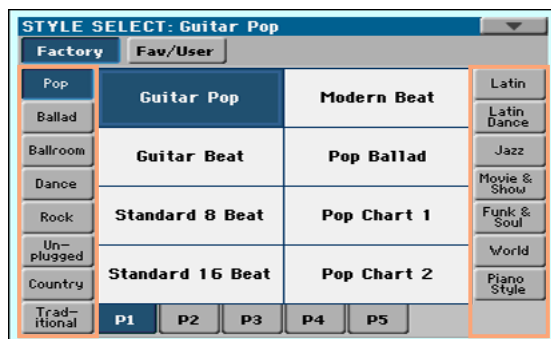 STYLE SELECT: Guitar Pop
Factory
Fav/User
Pop
Ballad
Ballroom
Dance
Rock
Un-
plugged
Country
Trad-
itional
Guitar Pop
Modern Beat
Guitar Beat
Pop Ballad
Standard 8 Beat
Pop Chart 1
Standard 16 Beat
Pop Chart 2
P1
P2
P3
P4
P5
Latin
Latin
Dance
Jazz
Movie &
Show
Funk &
Soul
World
Piano
Style